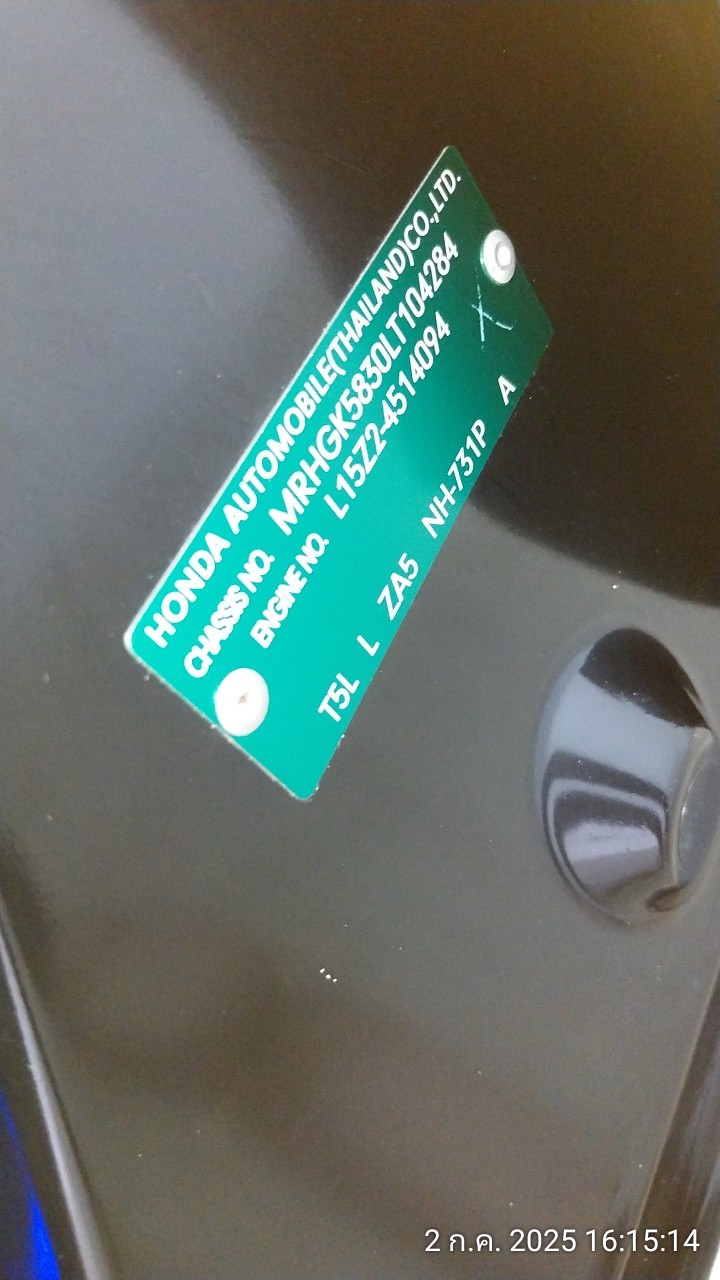 HONDA AUTOMOBILE(THAILAND)CO.,LTD.
CHASSIS NO. MRHGK5830LT104284
ENGINE NO. L15Z2-4514094
T5L L ZA5 NH-731P A
2 ก.ค. 2025 16:15:14